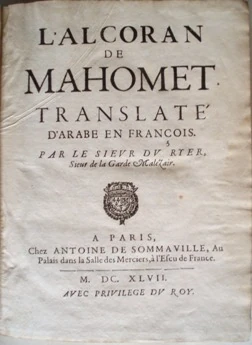 L'ALCORAN
DE
MAHOMET.
TRANSLATÉ
D'ARABE EN FRANCOIS.
PAR LE SIEVR DV RYER,
Sieur de la Garde Malezair.
A PARIS,
Chez ANTOINE DE SOMMAVILLE, Au
Palais dans la Salle des Merciers, à l'Escu de France.
M. DC. XLVII.
AVEC PRIVILEGE DV ROY.